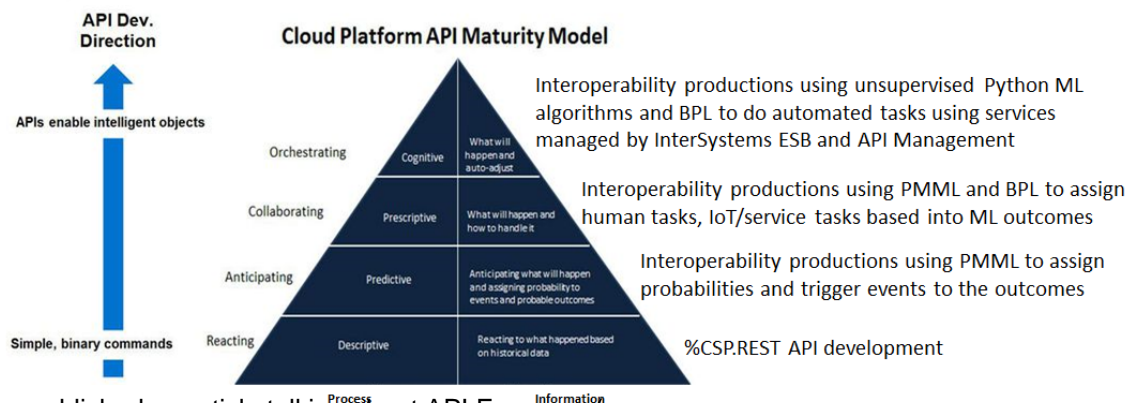 API Dev.
Direction
Cloud Platform API Maturity Model
APIs enable intelligent objects
Simple, binary commands
Orchestrating
Cognitive
What will
happen and
auto-adjust
Interoperability productions using unsupervised Python ML
algorithms and BPL to do automated tasks using services
managed by InterSystems ESB and API Management
Collaborating
Prescriptive
What will happen and
how to handle it
Interoperability productions using PMML and BPL to assign
human tasks, IoT/service tasks based into ML outcomes
Anticipating
Predictive
Anticipating what will happen
and assigning probability to
events and probable outcomes
Interoperability productions using PMML to assign
probabilities and trigger events to the outcomes
Reacting
Descriptive
Reacting to what happened based
on historical data
%CSP.REST API development
Process
Information